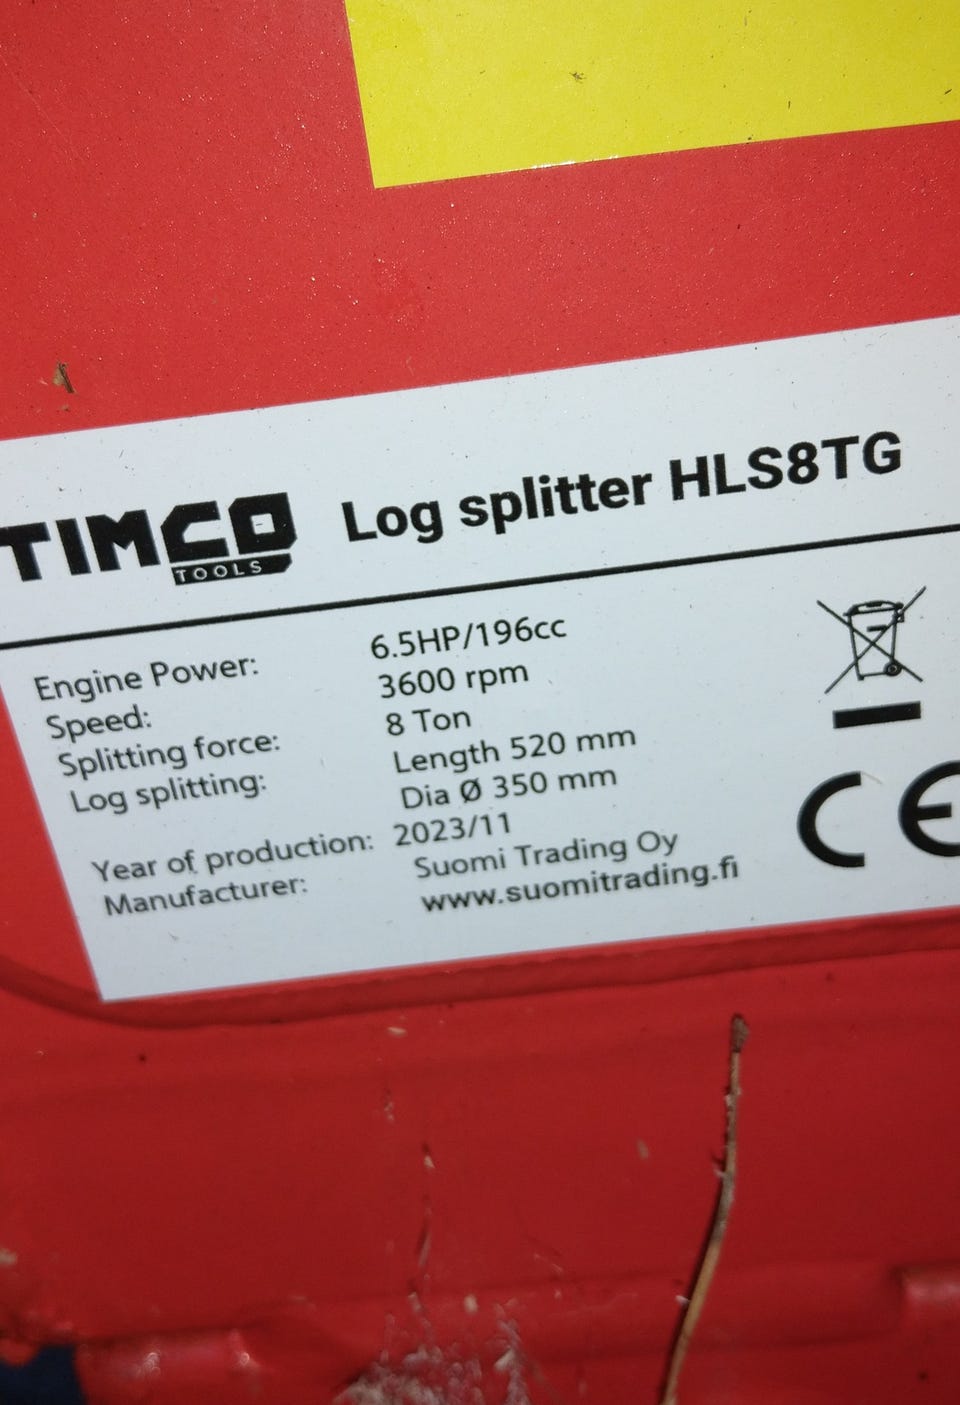 TIMCO TOOLS Log splitter HLS8TG
Engine Power: 6.5HP/196cc
Speed: 3600 rpm
Splitting force: 8 Ton
Log splitting: Length 520 mm
Dia Ø 350 mm
Year of production: 2023/11
Manufacturer: Suomi Trading Oy
www.suomitrading.fi
CE